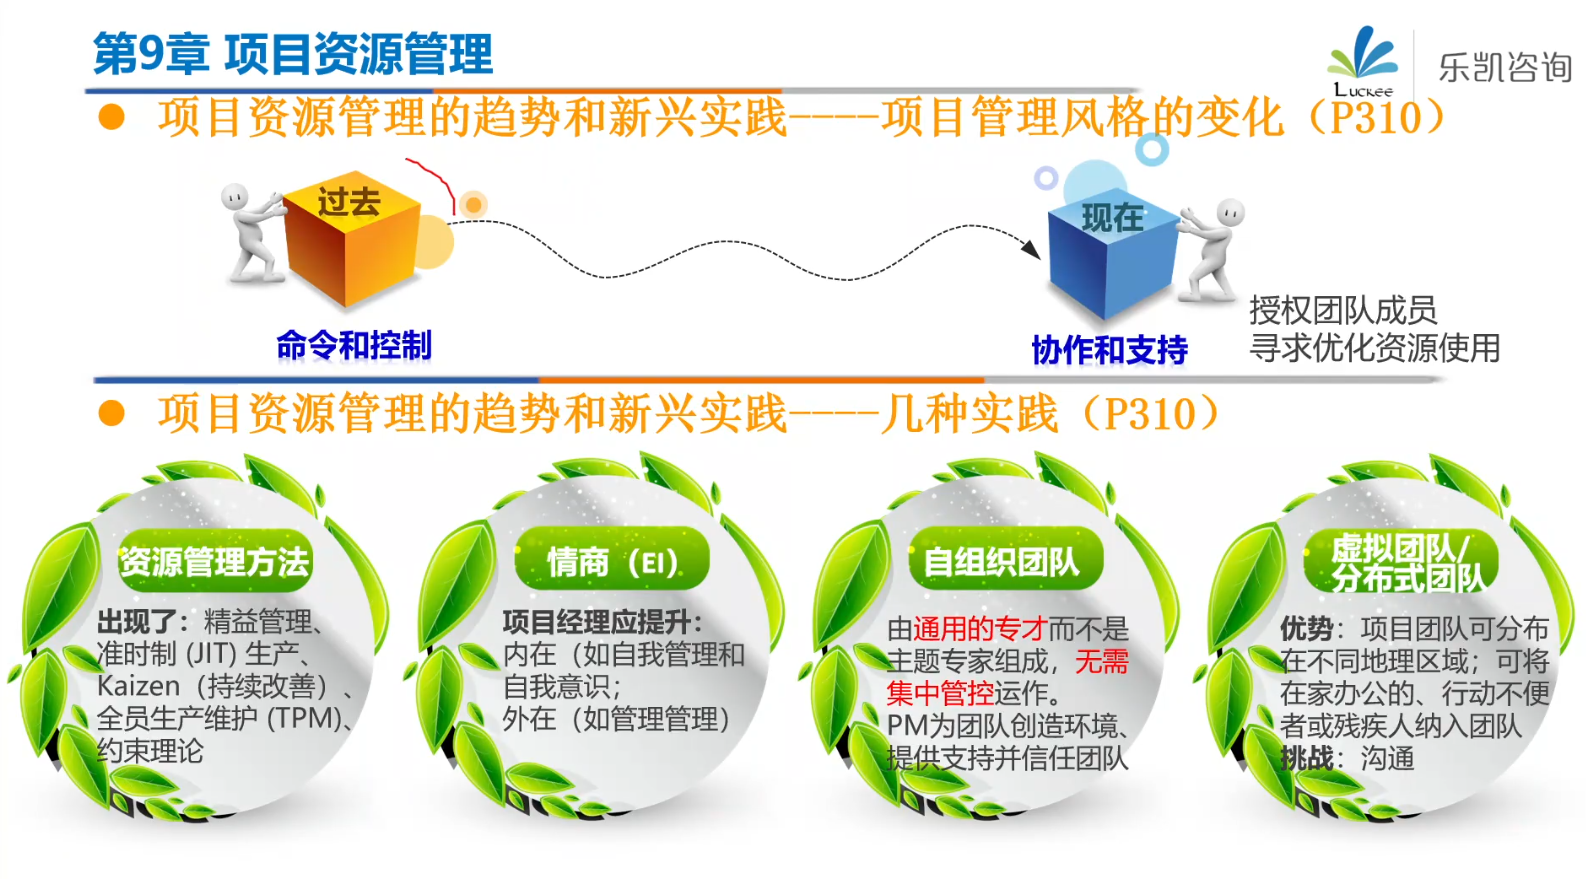 第9章 项目资源管理
LUCKEE
乐凯咨询
● 项目资源管理的趋势和新兴实践----项目管理风格的变化（P310）
过去
现在
命令和控制
协作和支持
授权团队成员
寻求优化资源使用
● 项目资源管理的趋势和新兴实践----几种实践（P310）
资源管理方法
出现了：精益管理、
准时制 (JIT) 生产、
Kaizen（持续改善）、
全员生产维护 (TPM)、
约束理论
情商（EI）
项目经理应提升：
内在（如自我管理和
自我意识；
外在（如管理管理）
自组织团队
由通用的专才而不是
主题专家组成，无需
集中管控运作。
PM为团队创造环境、
提供支持并信任团队
虚拟团队/
分布式团队
优势：项目团队可分布
在不同地理区域；可将
在家办公的、行动不便
者或残疾人纳入团队
挑战：沟通